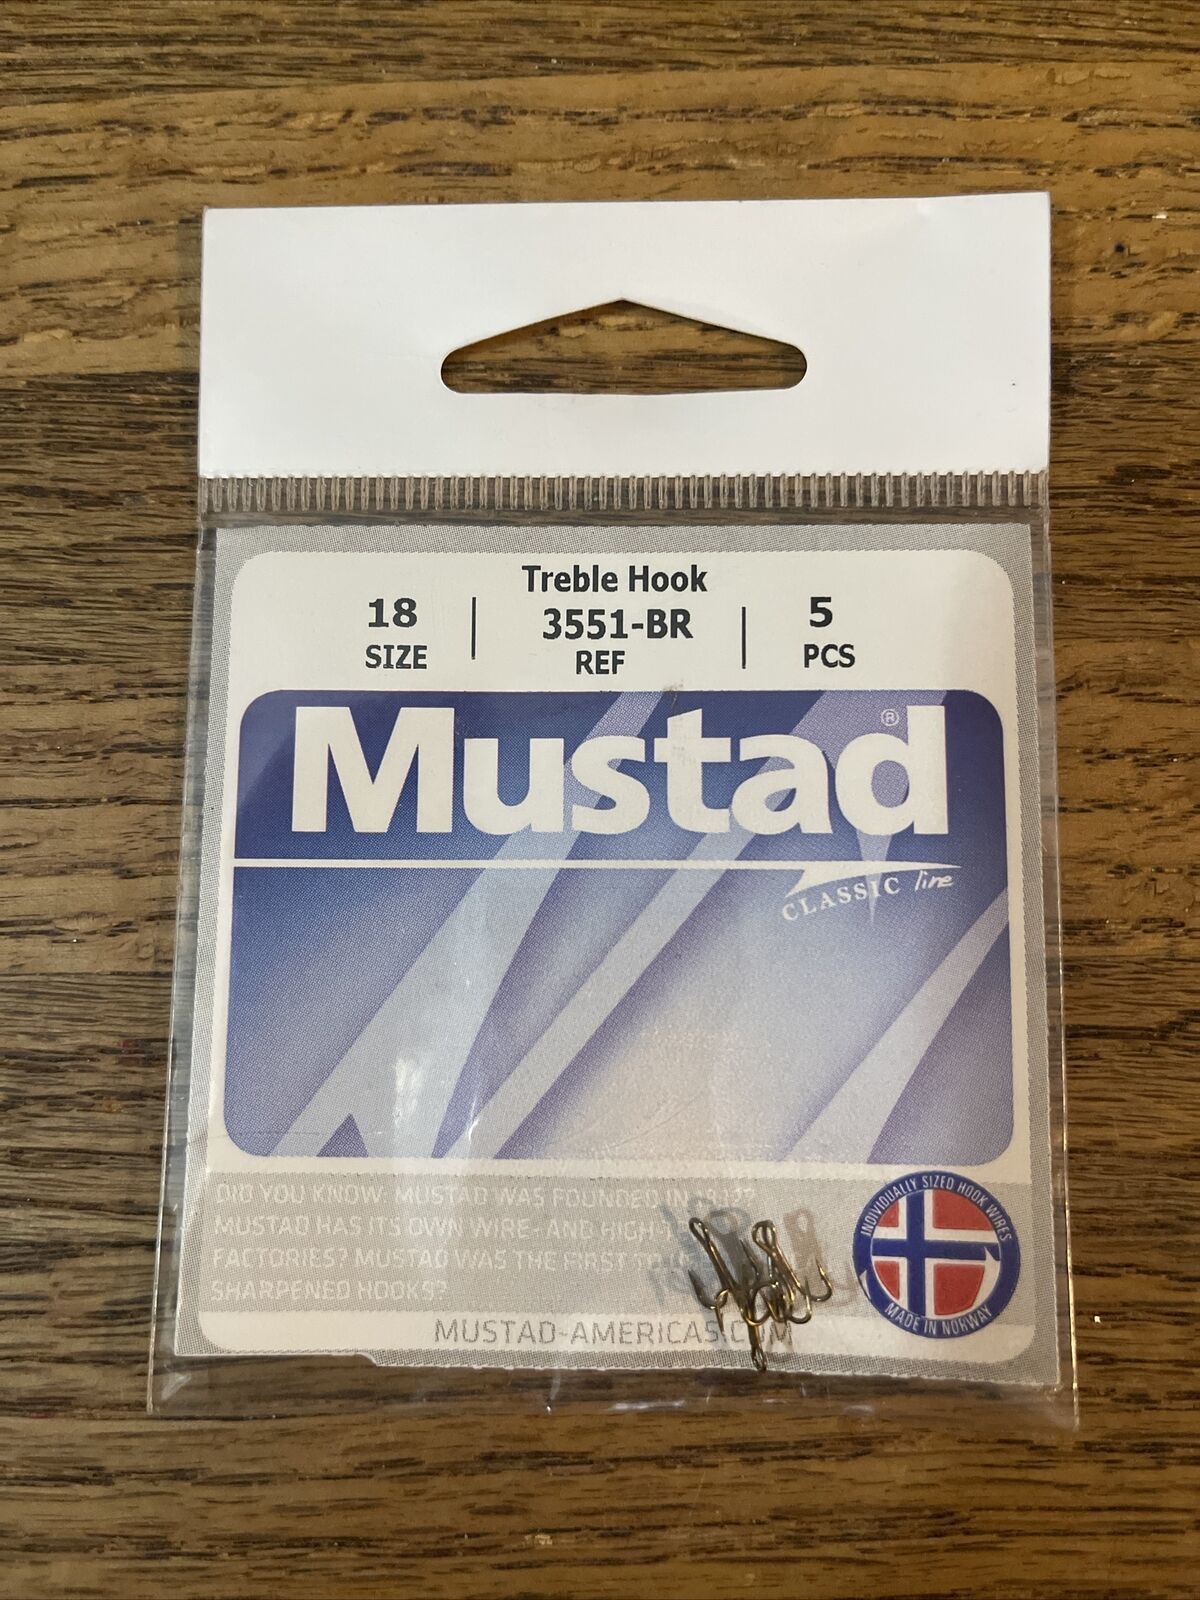 Treble Hook
18 3551-BR 5
SIZE REF PCS
Mustad®
CLASSIC line
DID YOU KNOW? MUSTAD WAS FOUNDED IN
MUSTAD HAS ITS OWN WIRE- AND
FACTORIES? MUSTAD WAS THE FIRST TO
SHARPENED HOOKS?
MUSTAD-AMERICAS.COM
INDIVIDUALLY SIZED HOOK WIRES
MADE IN NORWAY